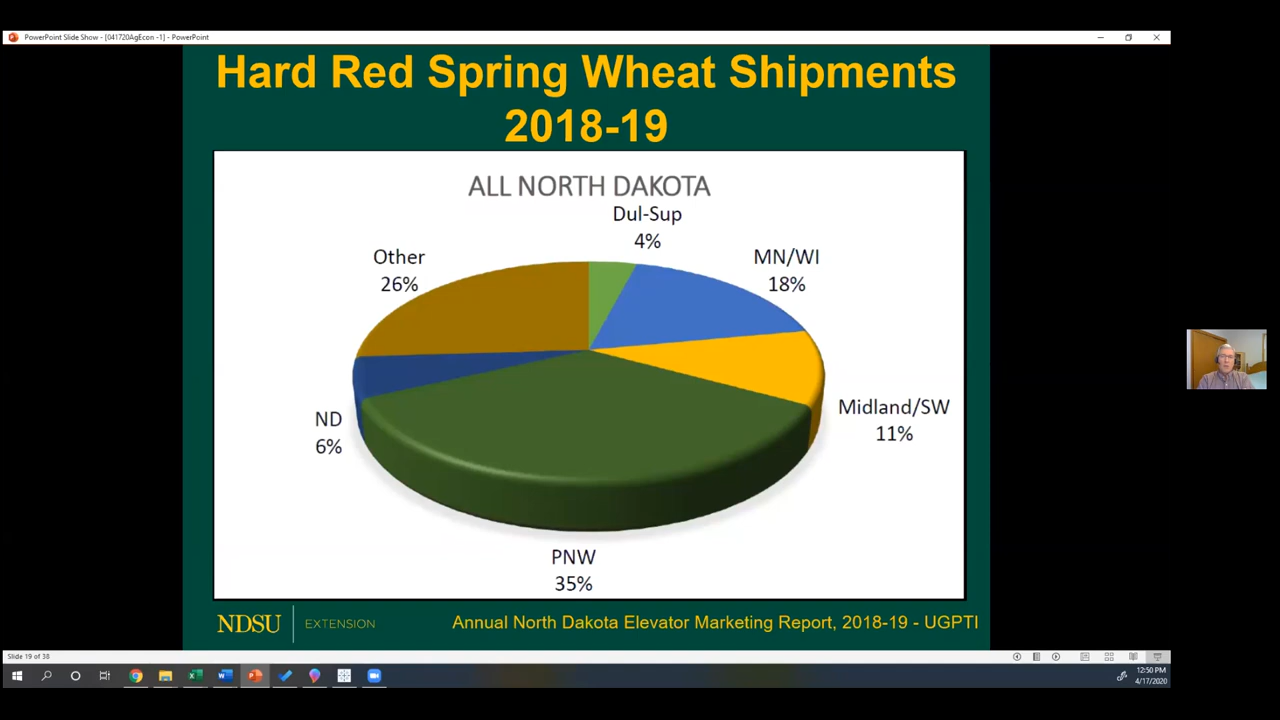 PowerPoint Slide Show - [041720AgEcon -1] - PowerPoint
Hard Red Spring Wheat Shipments
2018-19
ALL NORTH DAKOTA
Dul-Sup
4%
Other
26%
MN/WI
18%
Midland/SW
11%
ND
6%
PNW
35%
NDSU EXTENSION
Annual North Dakota Elevator Marketing Report, 2018-19 - UGPTI
Slide 19 of 38
12:50 PM
4/17/2020